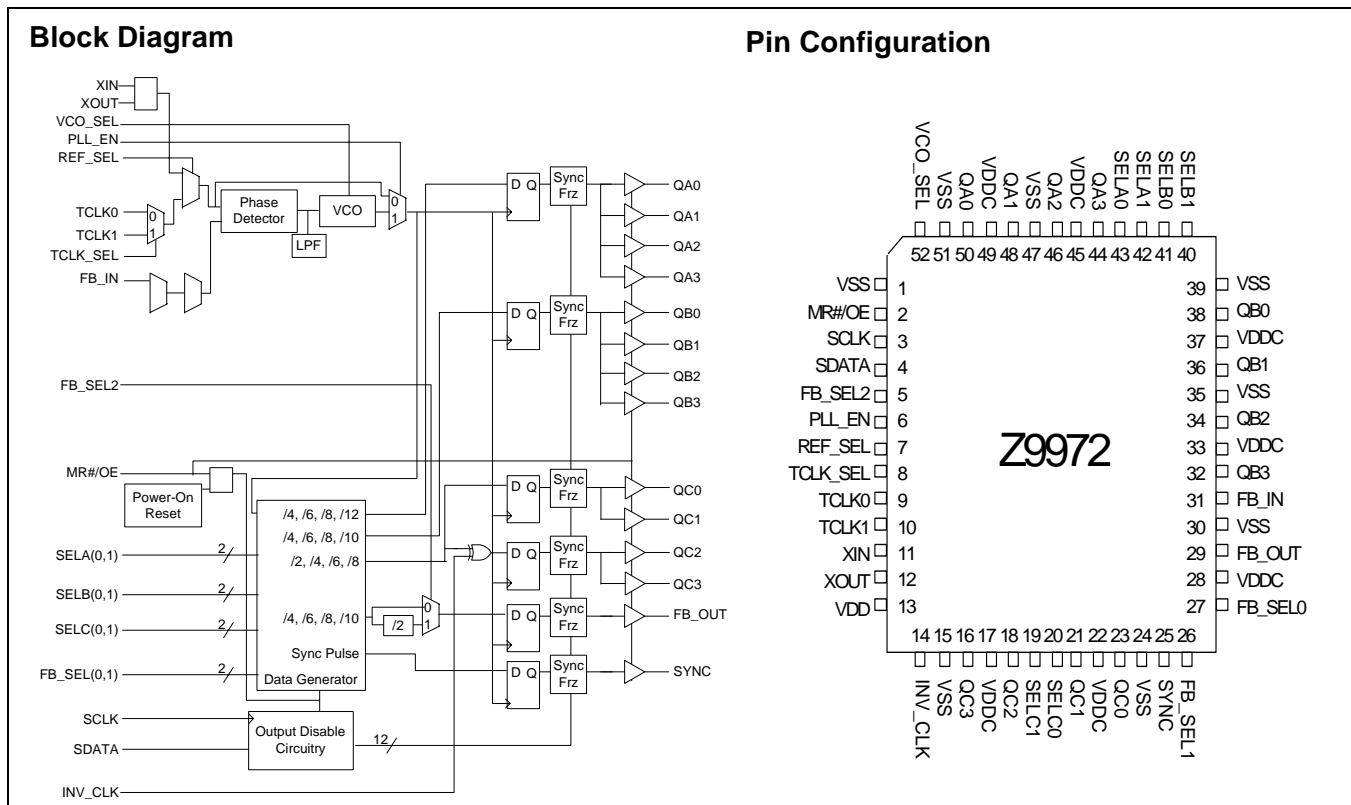 Block Diagram
XIN
XOUT
VCO_SEL
PLL_EN
REF_SEL
TCLK0
TCLK1
TCLK_SEL
FB_IN
0
1
Phase
Detector
VCO
LPF
0
1
FB_SEL2
MR#/OE
Power-On
Reset
SELA(0,1)
2
SELB(0,1)
2
SELC(0,1)
2
FB_SEL(0,1)
2
SCLK
SDATA
INV_CLK
/4, /6, /8, /12
/4, /6, /8, /10
/2, /4, /6, /8
/4, /6, /8, /10
Sync Pulse
Data Generator
/2
0
1
Output Disable
Circuitry
12
D Q
Sync
Frz
D Q
Sync
Frz
D Q
Sync
Frz
D Q
Sync
Frz
D Q
Sync
Frz
D Q
Sync
Frz
QA0
QA1
QA2
QA3
QB0
QB1
QB2
QB3
QC0
QC1
QC2
QC3
FB_OUT
SYNC
Pin Configuration
VCO_SEL
VSS
QA0
VDDC
QA1
VSS
QA2
VDDC
QA3
SELA0
SELA1
SELB0
SELB1
52 51 50 49 48 47 46 45 44 43 42 41 40
VSS 1
MR#/OE 2
SCLK 3
SDATA 4
FB_SEL2 5
PLL_EN 6
REF_SEL 7
TCLK_SEL 8
TCLK0 9
TCLK1 10
XIN 11
XOUT 12
VDD 13
Z9972
39 VSS
38 QB0
37 VDDC
36 QB1
35 VSS
34 QB2
33 VDDC
32 QB3
31 FB_IN
30 VSS
29 FB_OUT
28 VDDC
27 FB_SEL0
14 15 16 17 18 19 20 21 22 23 24 25 26
INV_CLK
VSS
QC3
VDDC
QC2
SELC1
SELC0
QC1
VDDC
QC0
VSS
SYNC
FB_SEL1